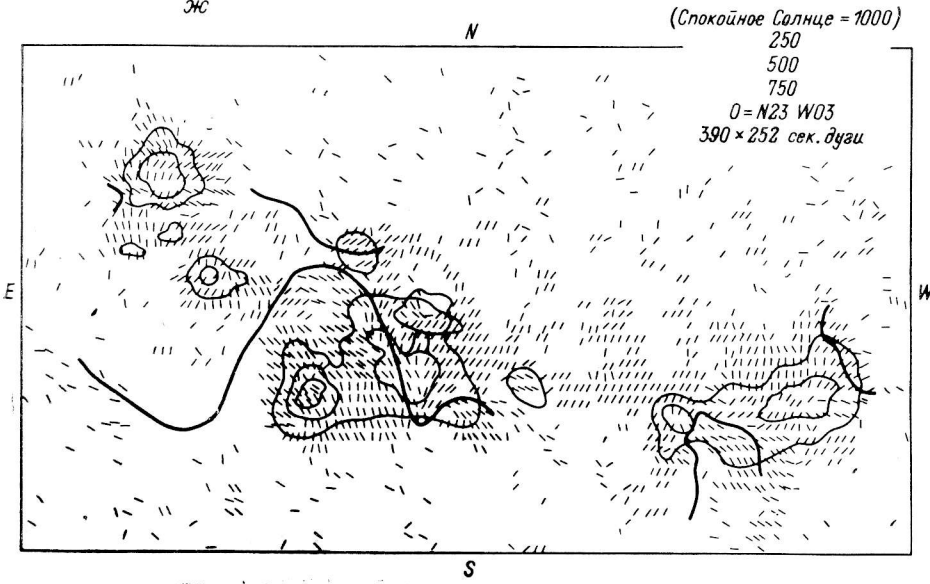 Ж
(Спокойное Солнце = 1000)
N
250
500
750
0 = N23 W03
390 × 252 сек. дуги
E
W
S